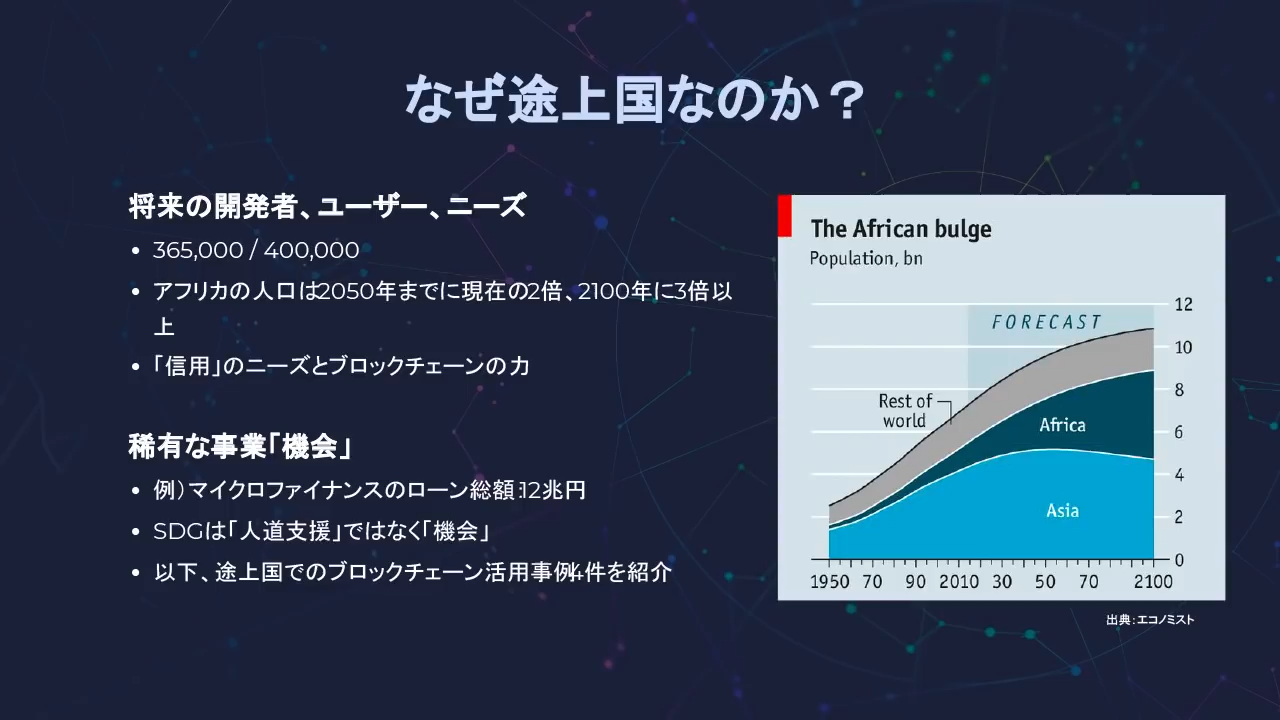 なぜ途上国なのか？
将来の開発者、ユーザー、ニーズ
• 365,000 / 400,000
• アフリカの人口は2050年までに現在の2倍、2100年に3倍以
上
• 「信用」のニーズとブロックチェーンの力
稀有な事業「機会」
• 例）マイクロファイナンスのローン総額：12兆円
• SDGは「人道支援」ではなく「機会」
• 以下、途上国でのブロックチェーン活用事例4件を紹介
The African bulge
Population, bn
FORECAST
12
10
8
6
4
2
0
Rest of
world
Africa
Asia
1950 70 90 2010 30 50 70 2100
出典：エコノミスト